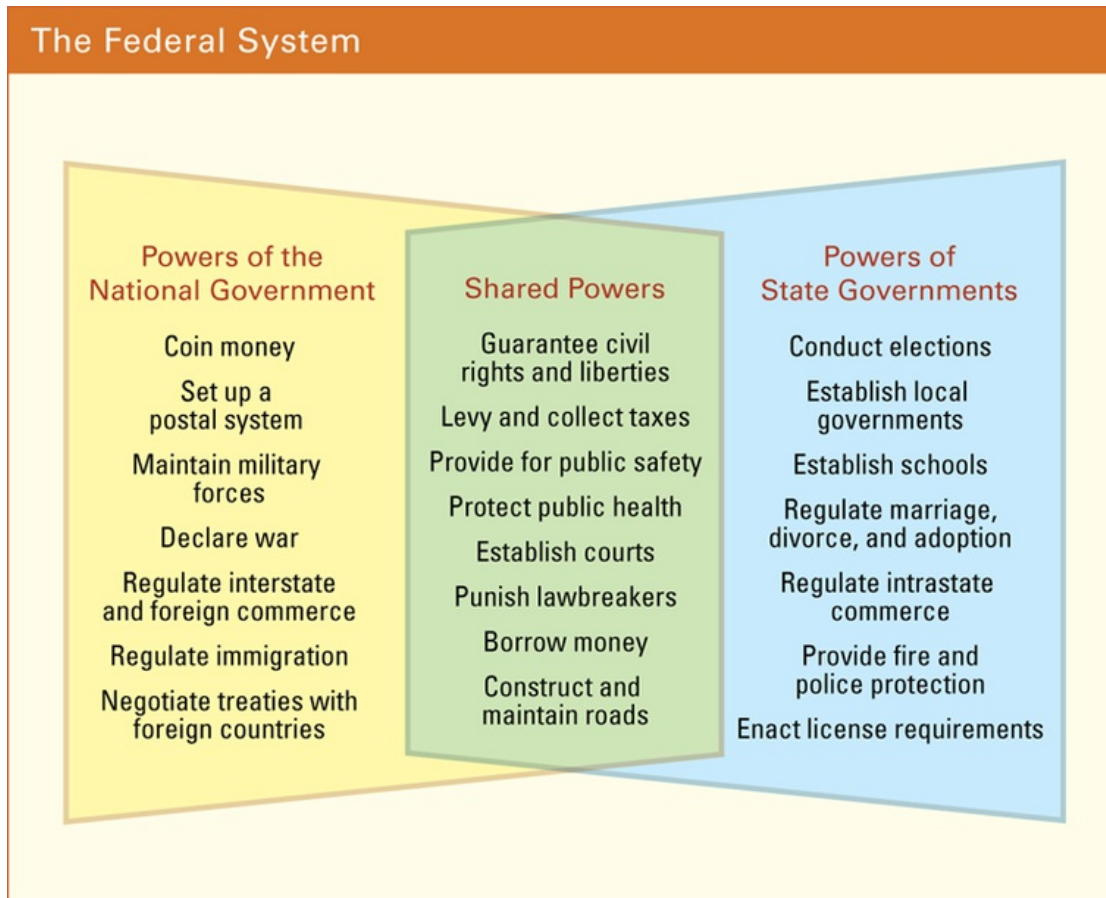 The Federal System
Powers of the
National Government
Coin money
Set up a
postal system
Maintain military
forces
Declare war
Regulate interstate
and foreign commerce
Regulate immigration
Negotiate treaties with
foreign countries
Shared Powers
Guarantee civil
rights and liberties
Levy and collect taxes
Provide for public safety
Protect public health
Establish courts
Punish lawbreakers
Borrow money
Construct and
maintain roads
Powers of
State Governments
Conduct elections
Establish local
governments
Establish schools
Regulate marriage,
divorce, and adoption
Regulate intrastate
commerce
Provide fire and
police protection
Enact license requirements